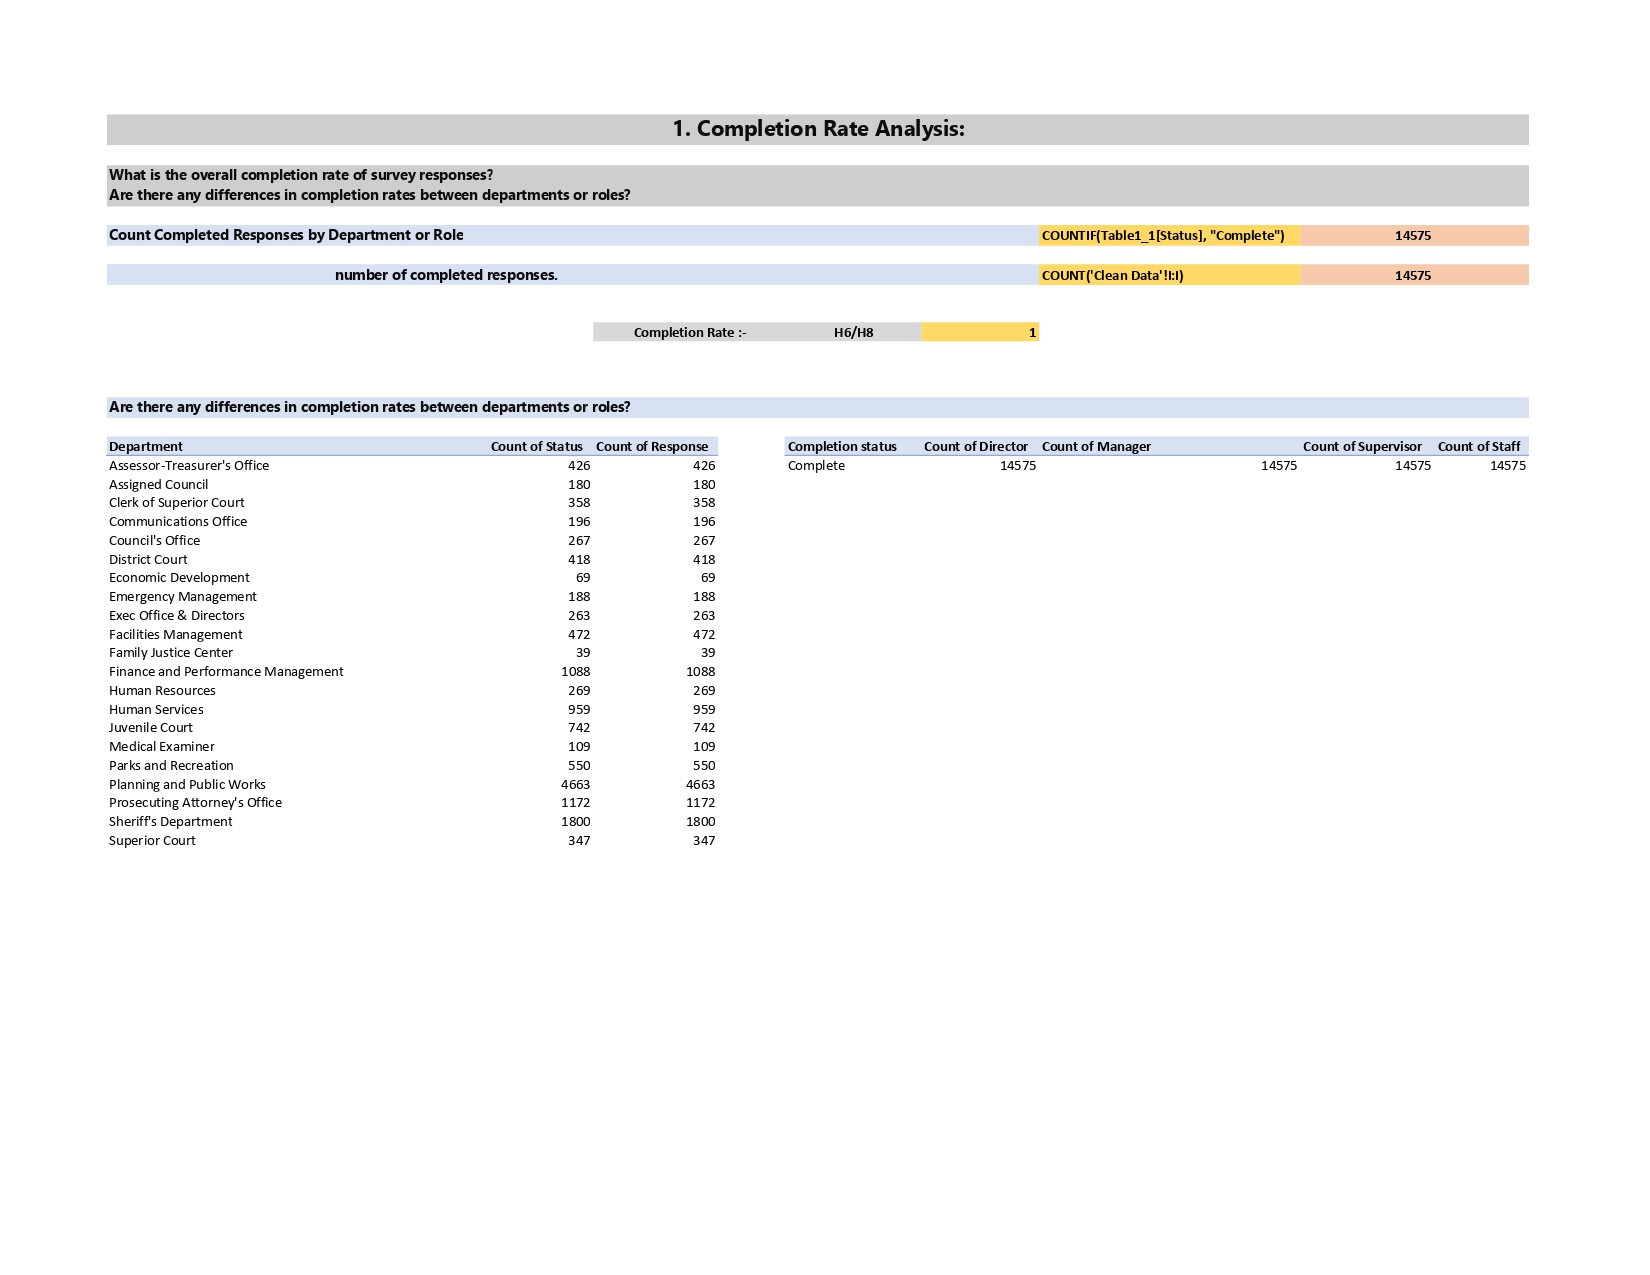 1. Completion Rate Analysis:
What is the overall completion rate of survey responses?
Are there any differences in completion rates between departments or roles?
Count Completed Responses by Department or Role COUNTIF(Table1_1[Status], "Complete") 14575
number of completed responses. COUNT('Clean Data'!I:I) 14575
Completion Rate :- H6/H8 1
Are there any differences in completion rates between departments or roles?
Department Count of Status Count of Response Completion status Count of Director Count of Manager Count of Supervisor Count of Staff
Assessor-Treasurer's Office 426 426 Complete 14575 14575 14575 14575
Assigned Council 180 180
Clerk of Superior Court 358 358
Communications Office 196 196
Council's Office 267 267
District Court 418 418
Economic Development 69 69
Emergency Management 188 188
Exec Office & Directors 263 263
Facilities Management 472 472
Family Justice Center 39 39
Finance and Performance Management 1088 1088
Human Resources 269 269
Human Services 959 959
Juvenile Court 742 742
Medical Examiner 109 109
Parks and Recreation 550 550
Planning and Public Works 4663 4663
Prosecuting Attorney's Office 1172 1172
Sheriff's Department 1800 1800
Superior Court 347 347